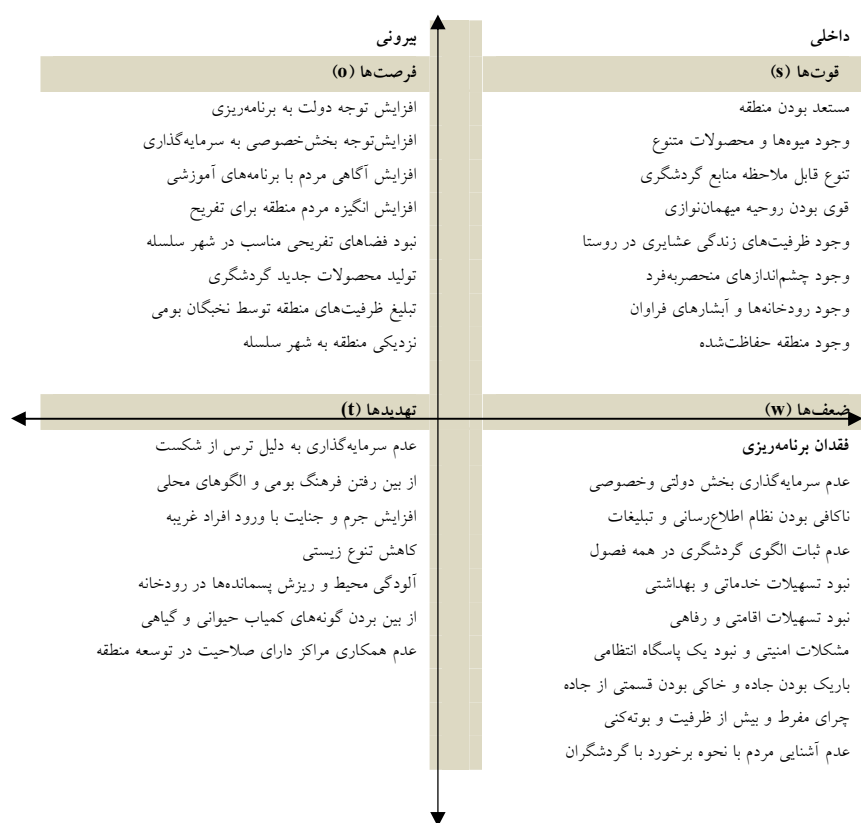 داخلی
قوت‌ها (s)
مستعد بودن منطقه
وجود میوه‌ها و محصولات متنوع
تنوع قابل ملاحظه منابع گردشگری
قوی بودن روحیه میهمان‌نوازی
وجود ظرفیت‌های زندگی عشایری در روستا
وجود چشم‌اندازهای منحصربه‌فرد
وجود رودخانه‌ها و آبشارهای فراوان
وجود منطقه حفاظت‌شده
بیرونی
فرصت‌ها (o)
افزایش توجه دولت به برنامه‌ریزی
افزایش‌توجه بخش‌خصوصی به سرمایه‌گذاری
افزایش آگاهی مردم با برنامه‌های آموزشی
افزایش انگیزه مردم منطقه برای تفریح
نبود فضاهای تفریحی مناسب در شهر سلسله
تولید محصولات جدید گردشگری
تبلیغ ظرفیت‌های منطقه توسط نخبگان بومی
نزدیکی منطقه به شهر سلسله
ضعف‌ها (w)
فقدان برنامه‌ریزی
عدم سرمایه‌گذاری بخش دولتی وخصوصی
ناکافی بودن نظام اطلاع‌رسانی و تبلیغات
عدم ثبات الگوی گردشگری در همه فصول
نبود تسهیلات خدماتی و بهداشتی
نبود تسهیلات اقامتی و رفاهی
مشکلات امنیتی و نبود یک پاسگاه انتظامی
باریک بودن جاده و خاکی بودن قسمتی از جاده
چرای مفرط و بیش از ظرفیت و بوته‌کنی
عدم آشنایی مردم با نحوه برخورد با گردشگران
تهدیدها (t)
عدم سرمایه‌گذاری به دلیل ترس از شکست
از بین رفتن فرهنگ بومی و الگوهای محلی
افزایش جرم و جنایت با ورود افراد غریبه
کاهش تنوع زیستی
آلودگی محیط و ریزش پسمانده‌ها در رودخانه
از بین بردن گونه‌های کمیاب حیوانی و گیاهی
عدم همکاری مراکز دارای صلاحیت در توسعه منطقه